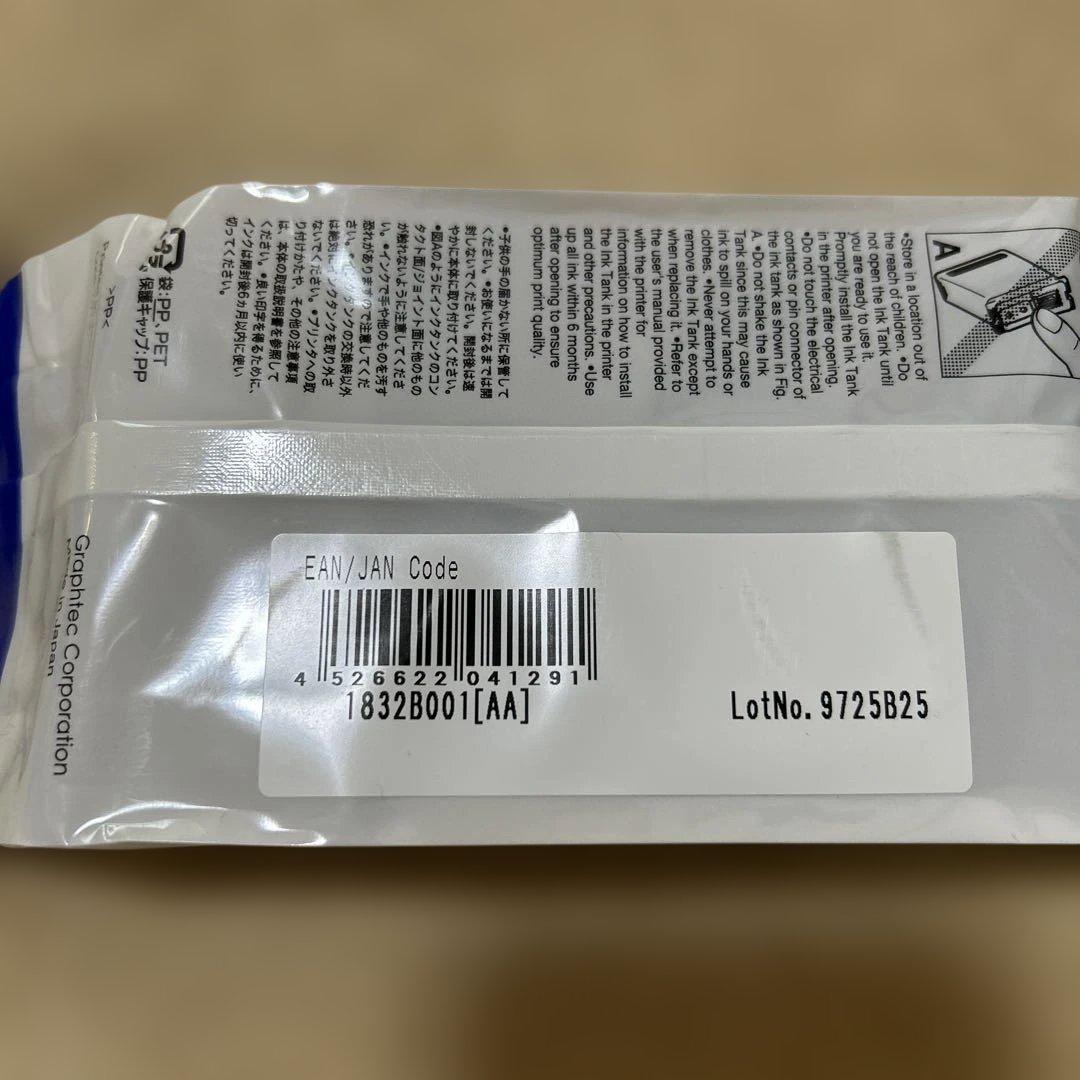 A
•Store in a location out of
the reach of children. •Do
not open the Ink Tank until
you are ready to use it.
Promptly install the Ink Tank
in the printer after opening.
•Do not touch the electrical
contacts or pin connector of
the ink tank as shown in Fig.
A. •Do not shake the Ink
Tank since this may cause
ink to spill on your hands or
clothes. •Never attempt to
remove the Ink Tank except
when replacing it. •Refer to
the user's manual provided
with the printer for
information on how to install
the Ink Tank in the printer
and other precautions. •Use
up all ink within 6 months
after opening to ensure
optimum print quality.
•子供の手の届かない所に保管して
ください。•お使いになるまでは開
封しないでください。開封後は速
やかに本体に取り付けてください。
•図Aのようにインクタンクのコン
タクト面/ジョイント面に他のもの
が触れないように注意してくださ
い。•インクで手や他のものを汚す
恐れがありますので注意してくだ
さい。•インクタンクの交換時以外
は絶対にインクタンクを取り外さ
ないでください。•プリンタへの取
り付けかたや、その他の注意事項
は、本体の取扱説明書を参照して
ください。•良い印字を得るために、
インクは開封後6カ月以内に使い
切ってください。
袋:PP、PET
保護キャップ:PP
>PP<
Graphtec Corporation
Made in Japan
EAN/JAN Code
4 526622 041291
1832B001[AA]
LotNo. 9725B25